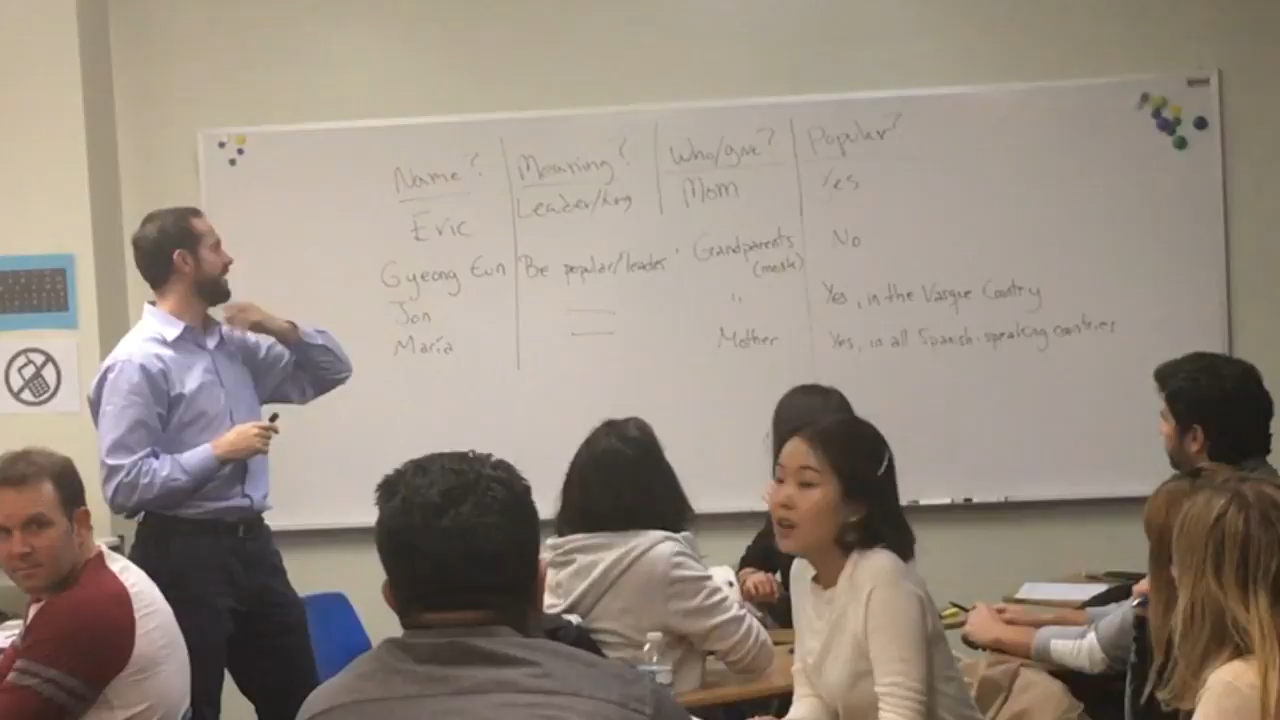 Name? Meaning? Who/gave? Popular?
Eric Leader/king Mom Yes
Gyeong Eun Be popular/leader Grandparents (mask) No
Jon — " Yes, in the Vasque Country
María — Mother Yes, in all Spanish-speaking countries